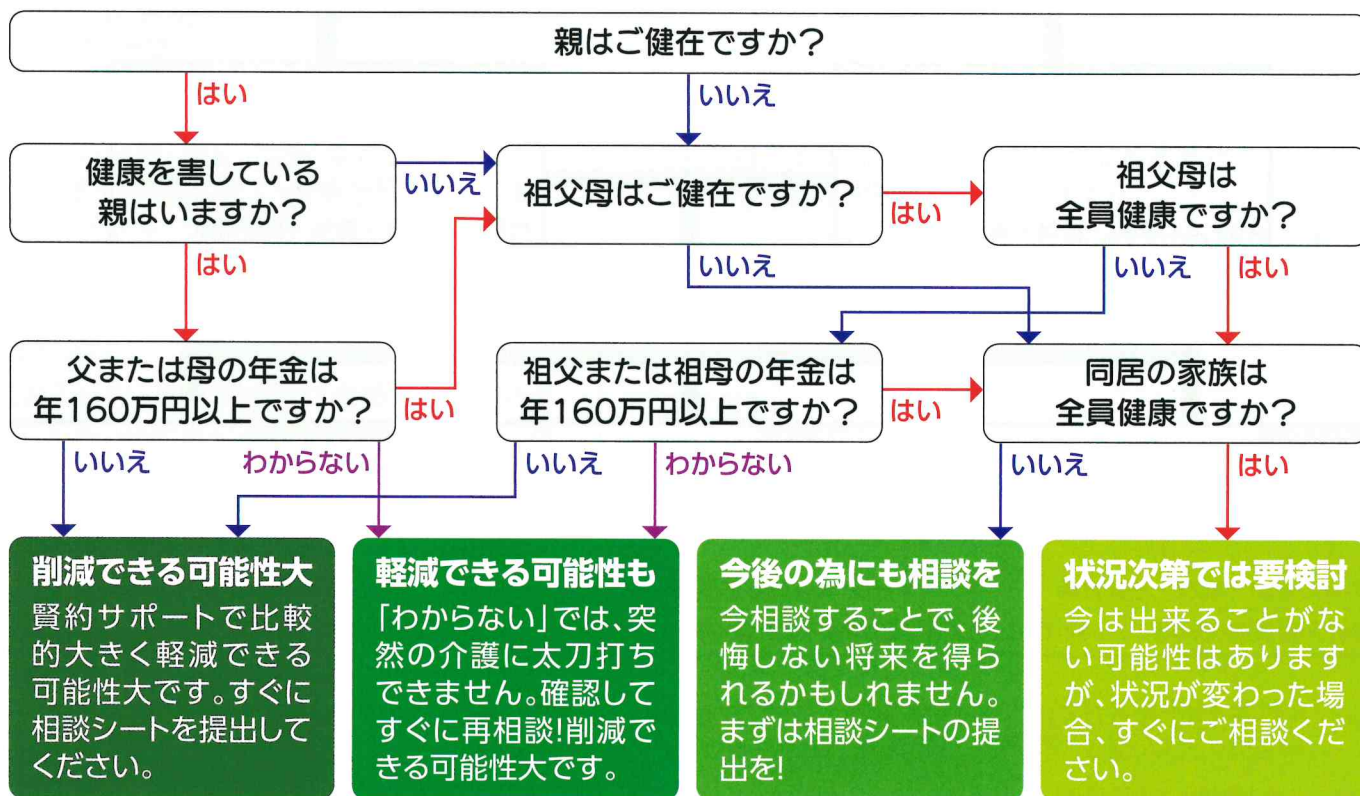 親はご健在ですか?
はい
いいえ
健康を害している
親はいますか?
いいえ
祖父母はご健在ですか?
はい
祖父母は
全員健康ですか?
はい
いいえ
いいえ
はい
父または母の年金は
年160万円以上ですか?
はい
祖父または祖母の年金は
年160万円以上ですか?
はい
同居の家族は
全員健康ですか?
いいえ
わからない
いいえ
わからない
いいえ
はい
削減できる可能性大
賢約サポートで比較
的大きく軽減できる
可能性大です。すぐに
相談シートを提出して
ください。
軽減できる可能性も
「わからない」では、突
然の介護に太刀打ち
できません。確認して
すぐに再相談!削減で
きる可能性大です。
今後の為にも相談を
今相談することで、後
悔しない将来を得ら
れるかもしれません。
まずは相談シートの提
出を!
状況次第では要検討
今は出来ることがな
い可能性はあります
が、状況が変わった場
合、すぐにご相談くだ
さい。